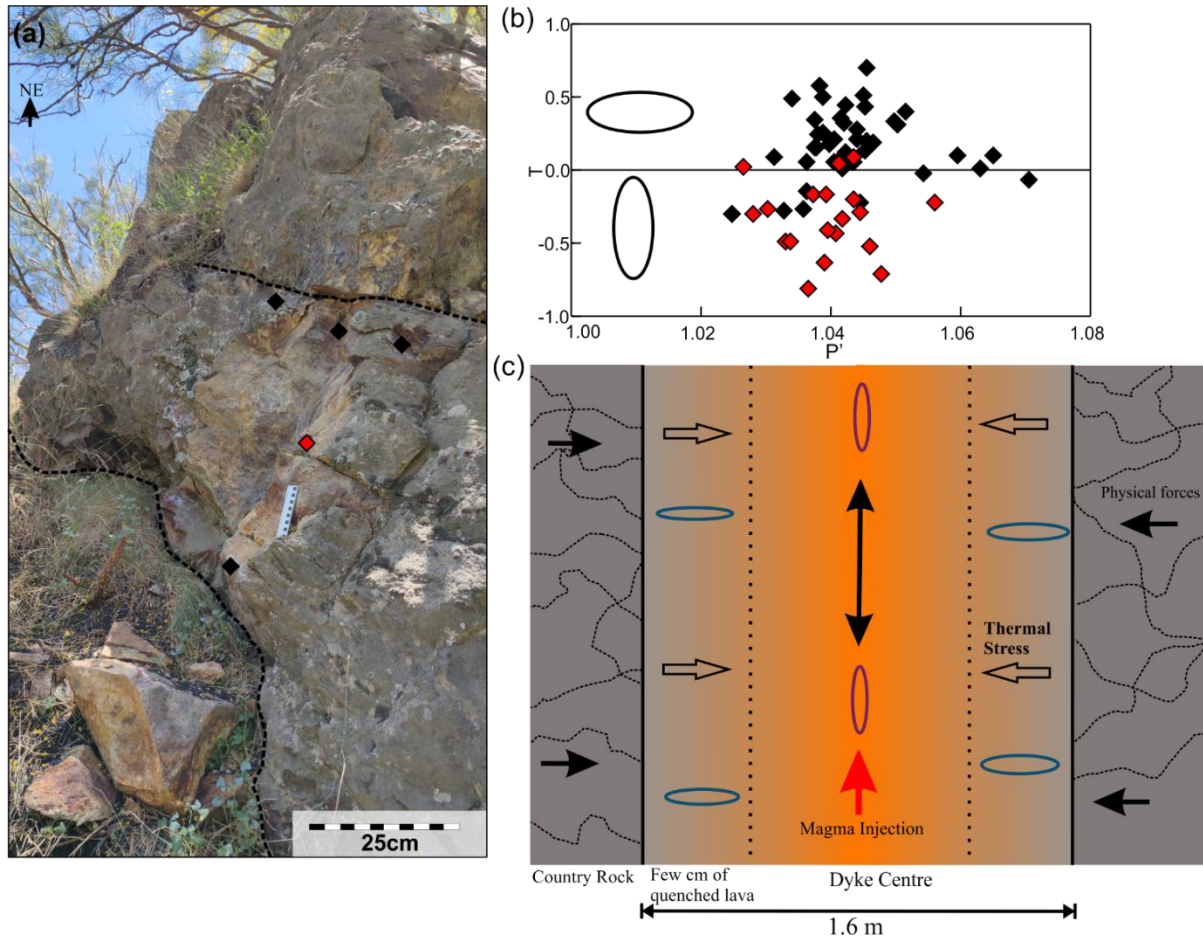 (a)
NE
25cm
(b)
1.0
0.5
0.0
-0.5
-1.0
T
1.00
1.02
1.04
1.06
1.08
P'
(c)
Physical forces
Thermal
Stress
Magma Injection
Country Rock
Few cm of
quenched lava
Dyke Centre
1.6 m